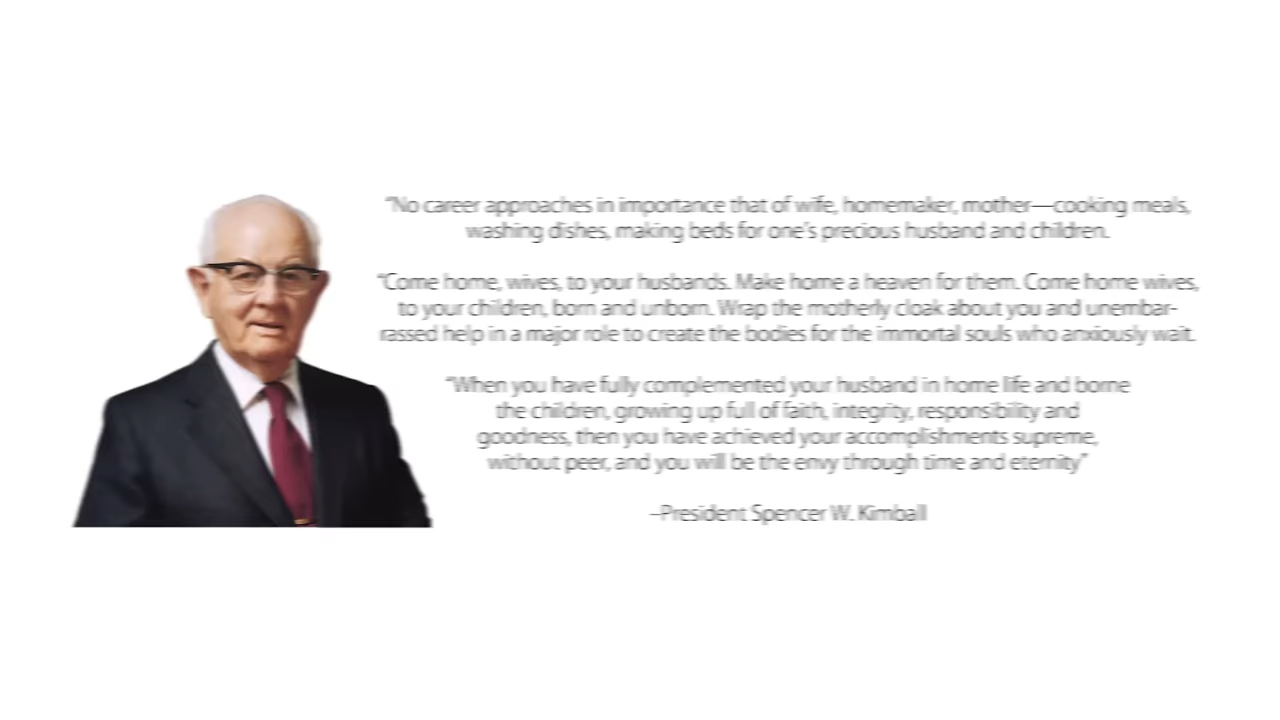 “No career approaches in importance that of wife, homemaker, mother—cooking meals,
washing dishes, making beds for one’s precious husband and children.
“Come home, wives, to your husbands. Make home a heaven for them. Come home wives,
to your children, born and unborn. Wrap the motherly cloak about you and unembar-
rassed help in a major role to create the bodies for the immortal souls who anxiously wait.
“When you have fully complemented your husband in home life and borne
the children, growing up full of faith, integrity, responsibility and
goodness, then you have achieved your accomplishments supreme,
without peer, and you will be the envy through time and eternity”
–President Spencer W. Kimball